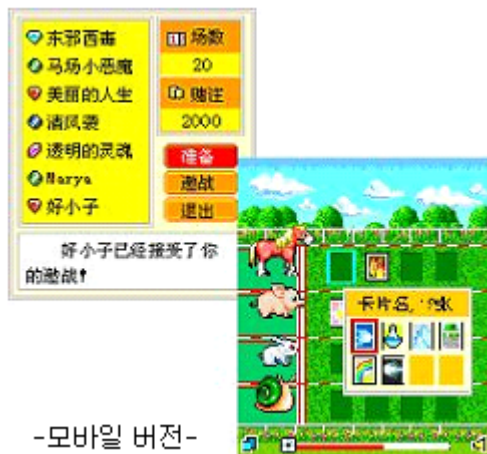 东邪西毒
马场小恶魔
美丽的人生
清风袭
透明的灵魂
Marya
好小子
场数
20
赌注
2000
准备
邀战
退出
好小子已经接受了你
的邀战!
卡片名,
-모바일 버전-